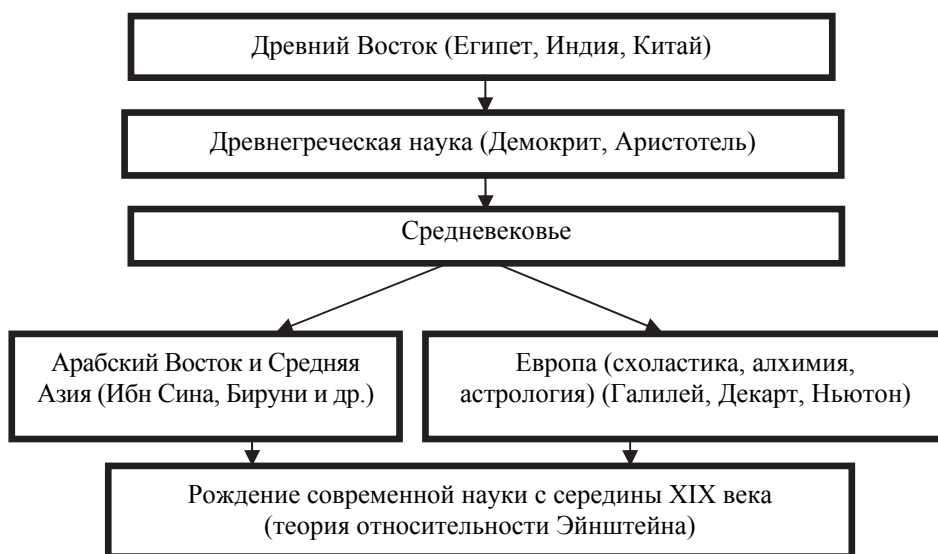 Древний Восток (Египет, Индия, Китай)
Древнегреческая наука (Демокрит, Аристотель)
Средневековье
Арабский Восток и Средняя
Азия (Ибн Сина, Бируни и др.)
Европа (схоластика, алхимия,
астрология) (Галилей, Декарт, Ньютон)
Рождение современной науки с середины XIX века
(теория относительности Эйнштейна)